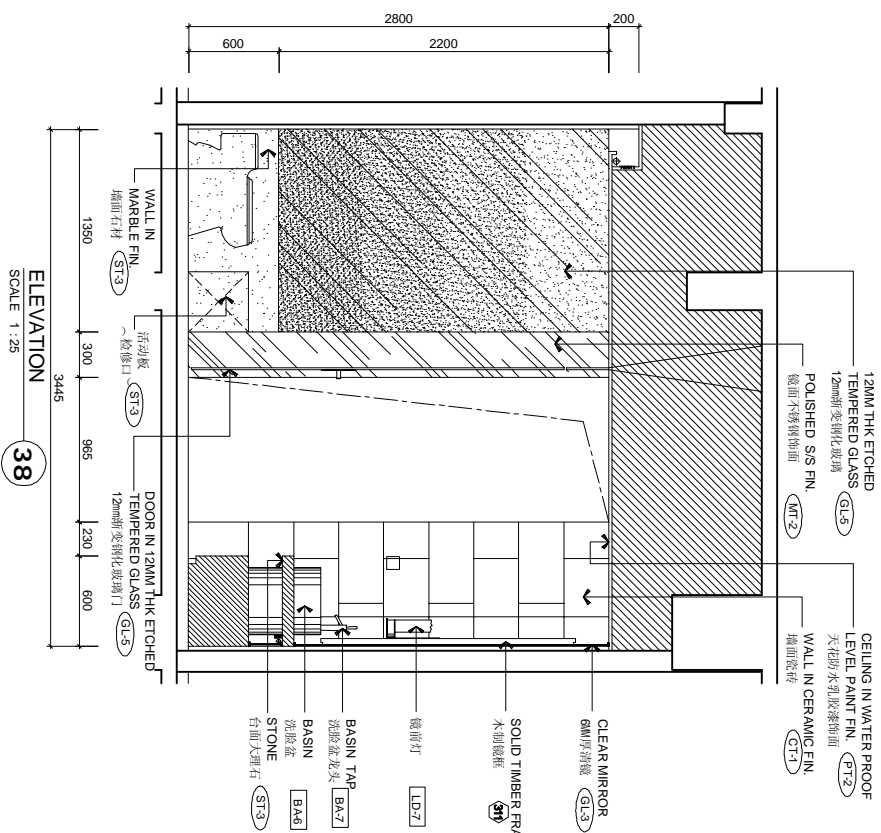 2800
200
600
2200
12MM THK ETCHED
TEMPERED GLASS
12mm渐变钢化玻璃
GL-5
POLISHED S/S FIN.
镜面不锈钢饰面
MT-2
CEILING IN WATER PROOF
LEVEL PAINT FIN.
天花防水乳胶漆饰面
PT-2
WALL IN CERAMIC FIN.
墙面瓷砖
CT-1
WALL IN
MARBLE FIN.
墙面石材
ST-3
活动板
(检修口)
ST-3
DOOR IN 12MM THK ETCHED
TEMPERED GLASS
12mm渐变钢化玻璃门
GL-5
CLEAR MIRROR
6MM厚清镜
GL-3
SOLID TIMBER FRA
木制镜框
311
镜前灯
LD-7
BASIN TAP
洗脸盆龙头
BA-7
BASIN
洗脸盆
BA-6
STONE
台面大理石
ST-3
1350
300
965
230
600
3445
ELEVATION
SCALE 1:25
38